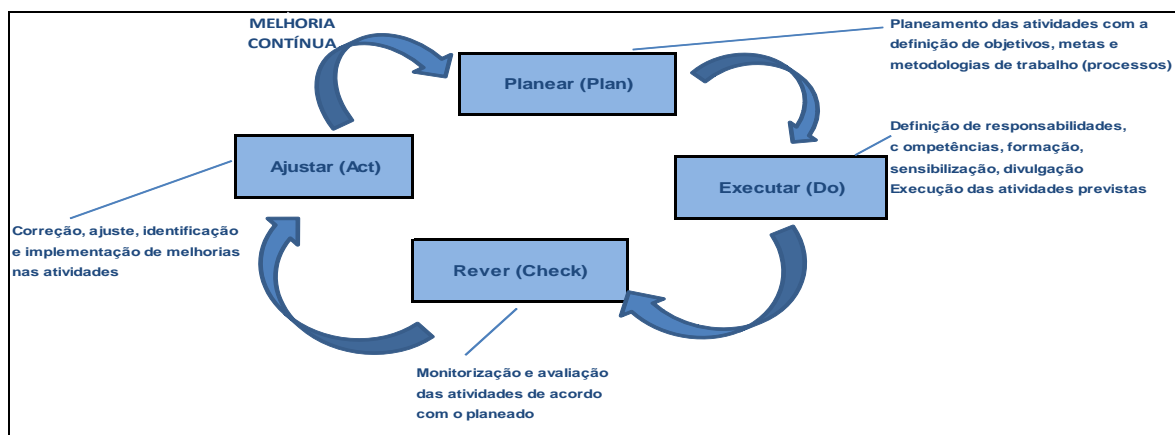 MELHORIA
CONTÍNUA
Planear (Plan)
Planeamento das atividades com a
definição de objetivos, metas e
metodologias de trabalho (processos)
Executar (Do)
Definição de responsabilidades,
c ompetências, formação,
sensibilização, divulgação
Execução das atividades previstas
Rever (Check)
Monitorização e avaliação
das atividades de acordo
com o planeado
Ajustar (Act)
Correção, ajuste, identificação
e implementação de melhorias
nas atividades